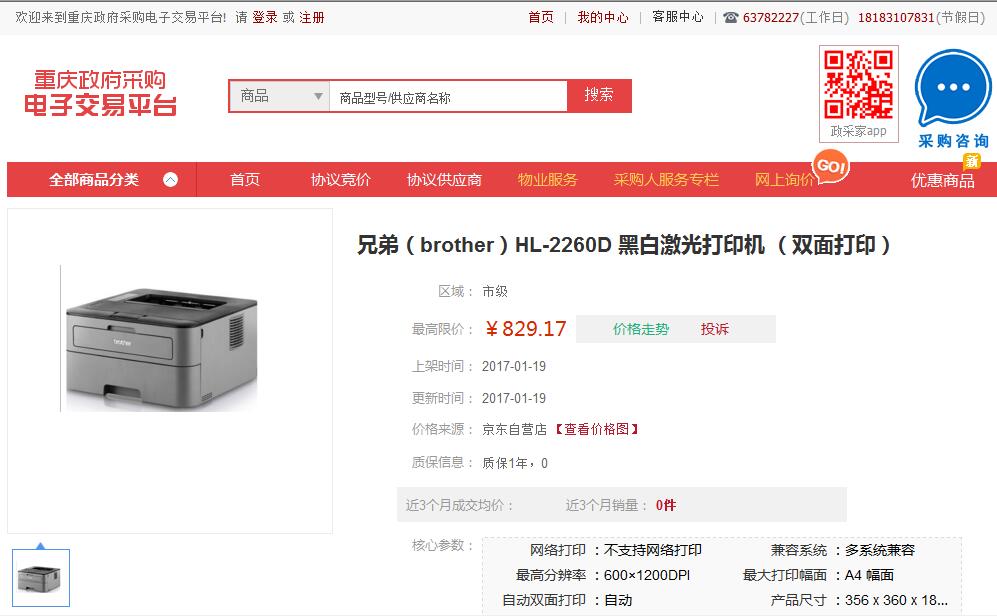 欢迎来到重庆政府采购电子交易平台! 请 登录 或 注册 首页 | 我的中心 | 客服中心 | 63782227(工作日) 18183107831(节假日)
重庆政府采购
电子交易平台
商品 商品型号/供应商名称 搜索
政采家app
采购咨询
全部商品分类 首页 协议竞价 协议供应商 物业服务 采购人服务专栏 网上询价 GO! 优惠商品 新
兄弟（brother）HL-2260D 黑白激光打印机 （双面打印）
区域： 市级
最高限价： ￥829.17 价格走势 投诉
上架时间： 2017-01-19
更新时间： 2017-01-19
价格来源： 京东自营店【查看价格图】
质保信息： 质保1年，0
近3个月成交均价： 近3个月销量： 0件
核心参数：
网络打印 ：不支持网络打印 兼容系统 ：多系统兼容
最高分辨率 ：600×1200DPI 最大打印幅面 ：A4 幅面
自动双面打印 ：自动 产品尺寸 ：356 x 360 x 18...
brother